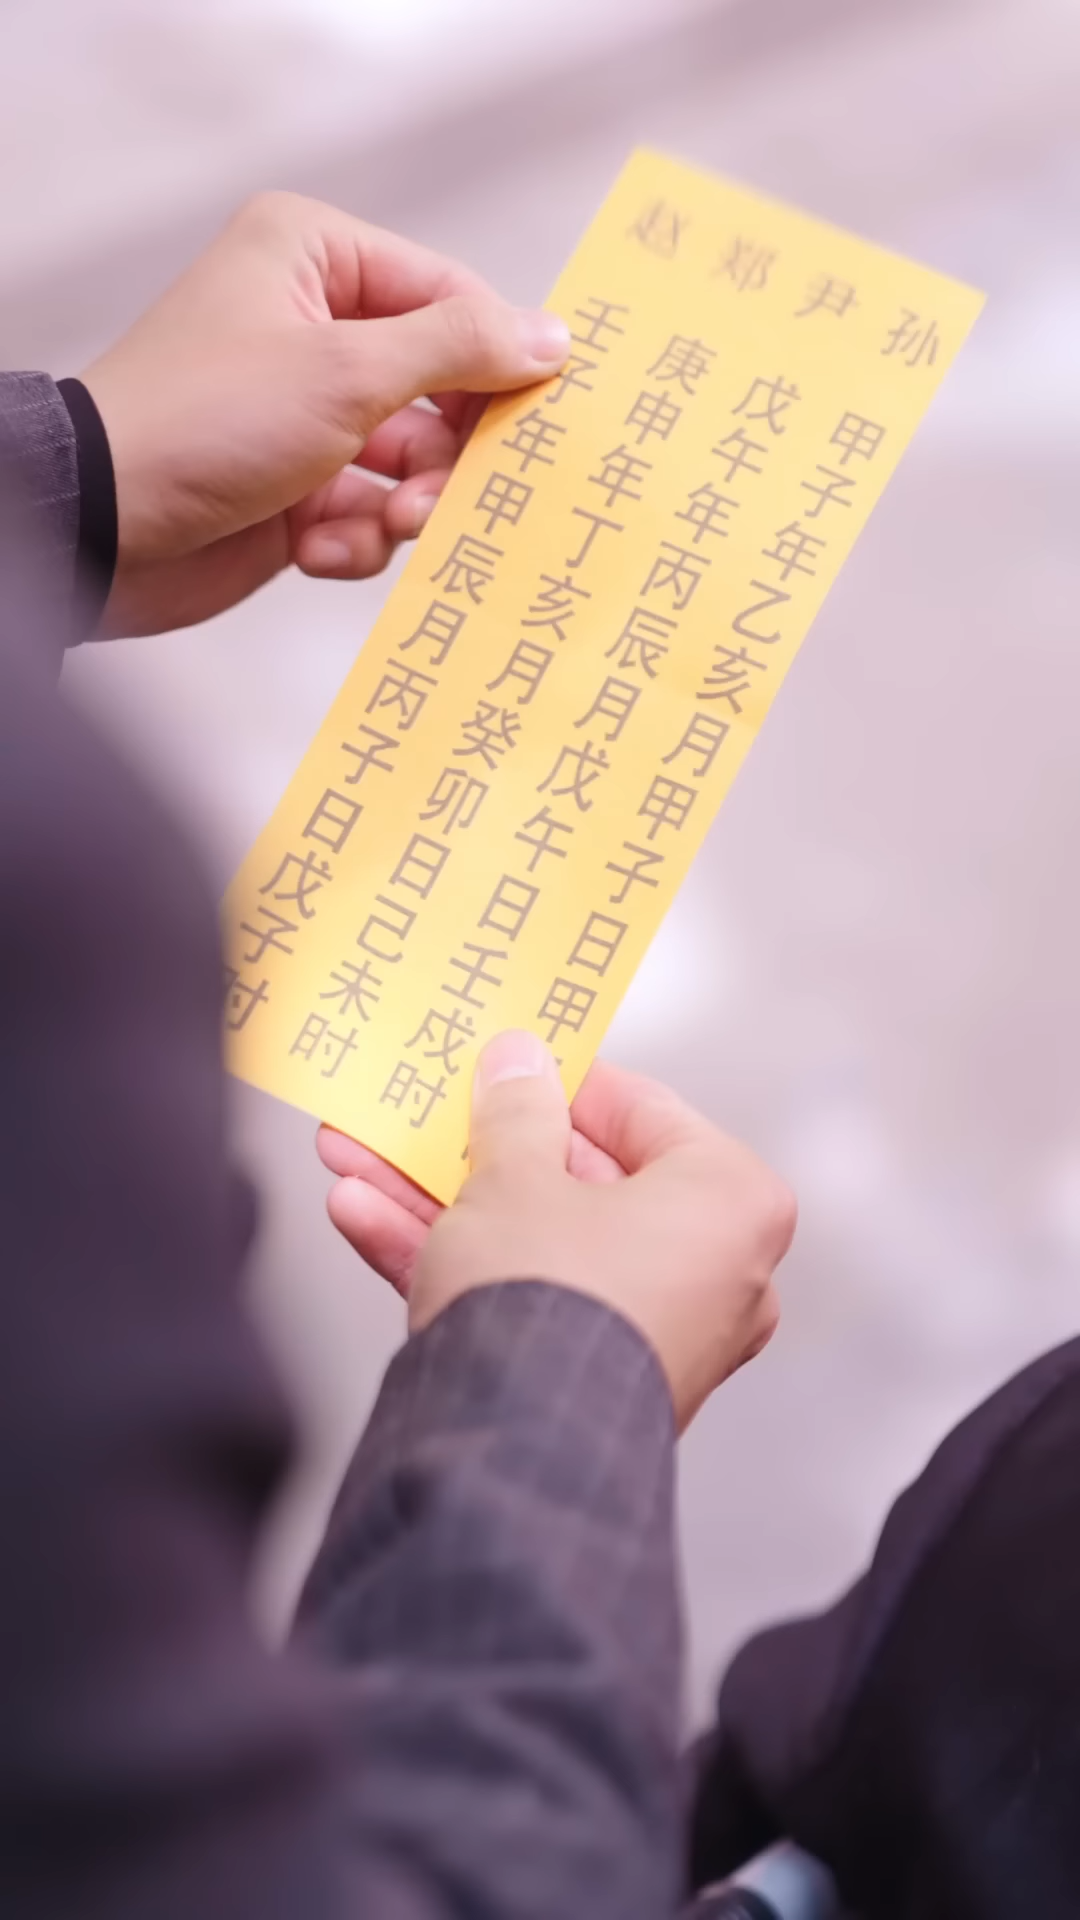 孙 甲子年乙亥月甲子日甲
尹 戊午年丙辰月戊午日壬戌时
郑 庚申年丁亥月癸卯日己未时
赵 壬子年甲辰月丙子日戊子时